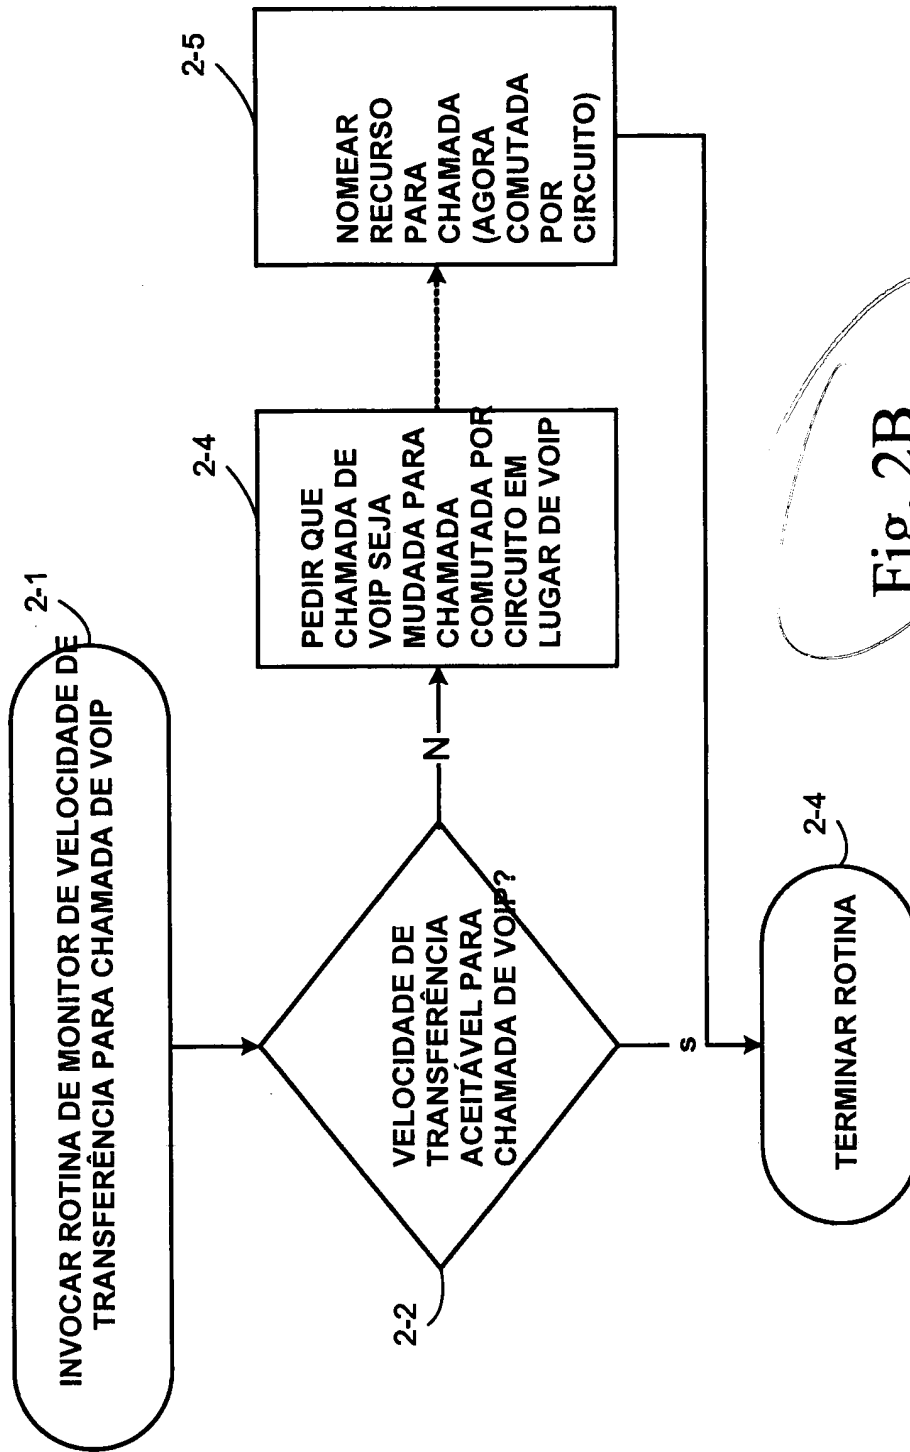 2-1
INVOCAR ROTINA DE MONITOR DE VELOCIDADE DE
TRANSFERÊNCIA PARA CHAMADA DE VOIP
2-2
VELOCIDADE DE
TRANSFERÊNCIA
ACEITÁVEL PARA
CHAMADA DE VOIP?
N
s
2-4
PEDIR QUE
CHAMADA DE
VOIP SEJA
MUDADA PARA
CHAMADA
COMUTADA POR
CIRCUITO EM
LUGAR DE VOIP
2-5
NOMEAR
RECURSO
PARA
CHAMADA
(AGORA
COMUTADA
POR
CIRCUITO)
2-4
TERMINAR ROTINA
Fig. 2B